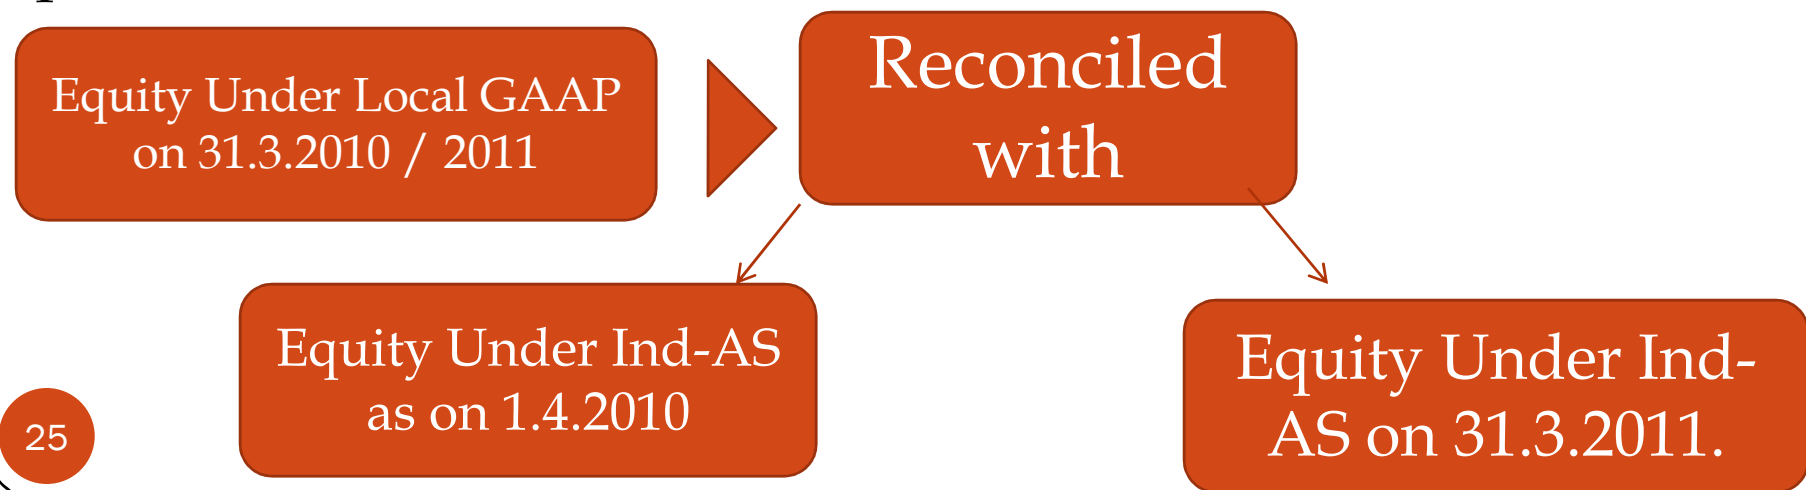 Equity Under Local GAAP
on 31.3.2010 / 2011
Reconciled
with
Equity Under Ind-AS
as on 1.4.2010
Equity Under Ind-
AS on 31.3.2011.
25